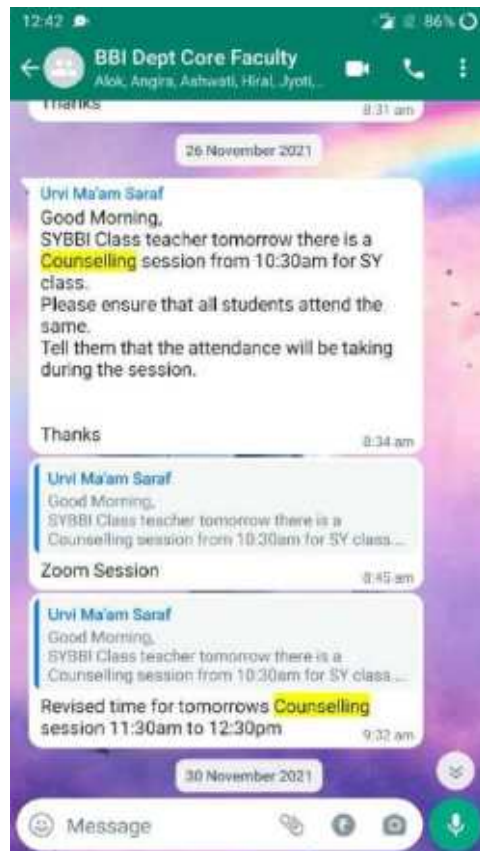 12:42
86%
BBI Dept Core Faculty
Alok, Angira, Ashwati, Hiral, Jyoti,...
Thanks
8:31 am
26 November 2021
Urvi Ma'am Saraf
Good Morning,
SYBBI Class teacher tomorrow there is a
Counselling session from 10:30am for SY
class.
Please ensure that all students attend the
same.
Tell them that the attendance will be taking
during the session.
Thanks
8:34 am
Urvi Ma'am Saraf
Good Morning,
SYBBI Class teacher tomorrow there is a
Counselling session from 10:30am for SY class....
Zoom Session
8:45 am
Urvi Ma'am Saraf
Good Morning,
SYBBI Class teacher tomorrow there is a
Counselling session from 10:30am for SY class....
Revised time for tomorrows Counselling
session 11:30am to 12:30pm
9:32 am
30 November 2021
Message